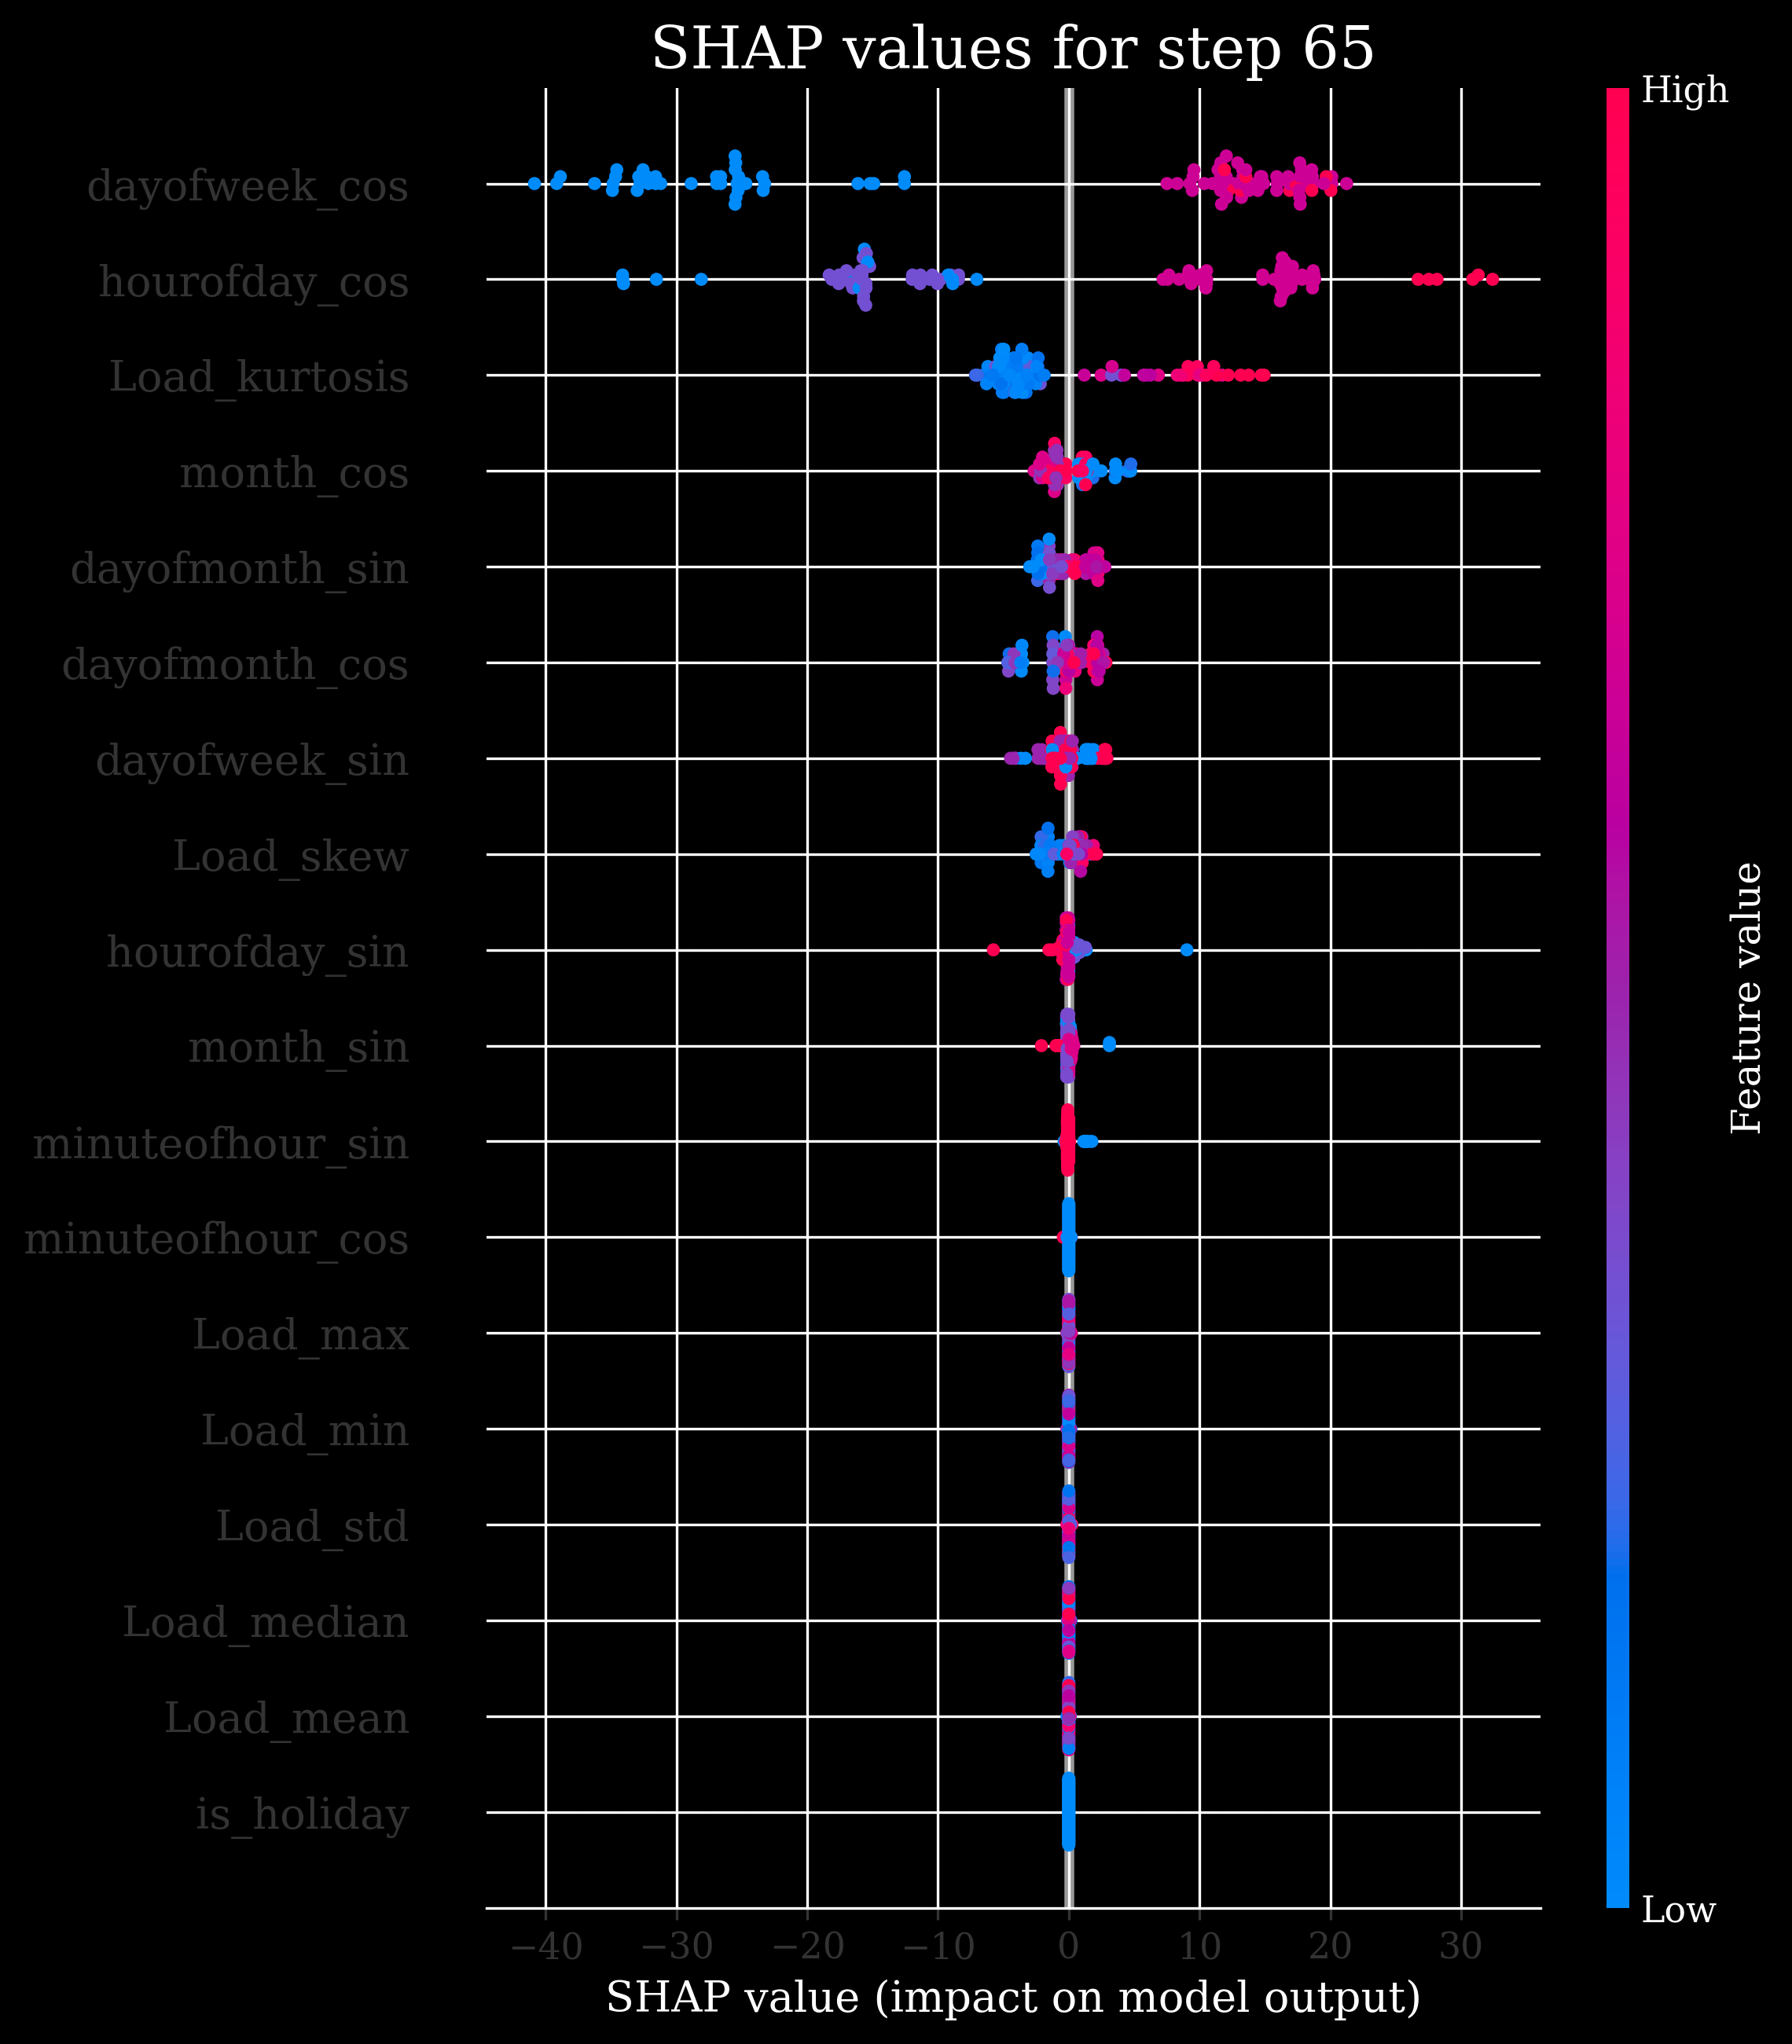 SHAP values for step 65
High
dayofweek_cos
hourofday_cos
Load_kurtosis
month_cos
dayofmonth_sin
dayofmonth_cos
dayofweek_sin
Load_skew
hourofday_sin
month_sin
minuteofhour_sin
minuteofhour_cos
Load_max
Load_min
Load_std
Load_median
Load_mean
is_holiday
Feature value
Low
−40 −30 −20 −10 0 10 20 30
SHAP value (impact on model output)